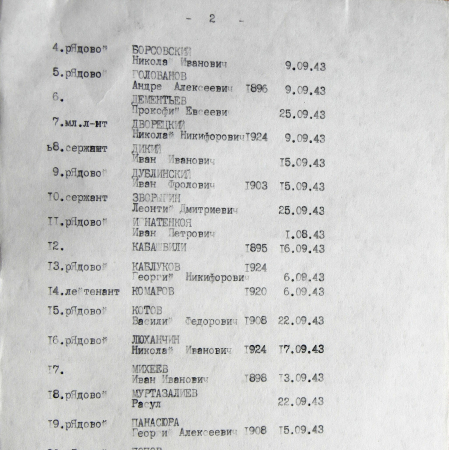 - 2 -
4.рядовой БОРСОВСКИЙ
Николай Иванович 9.09.43
5.рядовой ГОЛОВАНОВ
Андре Алексеевич 1896 9.09.43
6. ДЕМЕНТЬЕВ
Прокофий Евсееви 25.09.43
7.мл.л-нт ДВОРЕЦКИЙ
Николай Никифорович 1924 9.09.43
8.сержант ДИКИЙ
Иван Иванович 15.09.43
9.рядовой ДУБЛИНСКИЙ
Иван Фролович 1903 15.09.43
10.сержант ЗВОРЫГИН
Леонтий Дмитриевич 25.09.43
11.рядовой ИГНАТЕНКОЯ
Иван Петрович 1.08.43
12. КАБАШВИЛИ 1895 16.09.43
13.рядовой КАБЛУКОВ 1924
Георгий Никифорович 6.09.43
14.лейтенант КОМАРОВ 1920 6.09.43
15.рядовой КОТОВ
Василий Федорович 1908 22.09.43
16.рядовой ЛЮХАНЧИН
Николай Иванович 1924 17.09.43
17. МИХЕЕВ
Иван Иванович 1898 13.09.43
18.рядовой МУРТАЗАЛИЕВ
Расул 22.09.43
19.рядовой ПАНАСЮРА
Георгий Алексеевич 1908 15.09.43